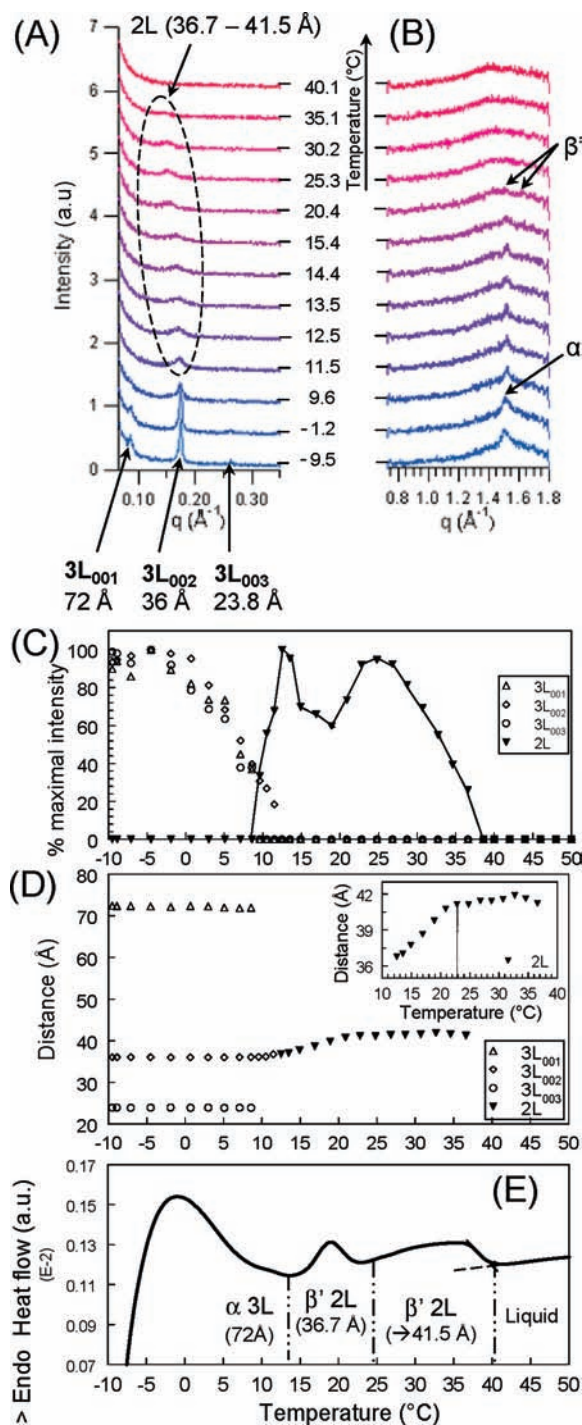 (A)
2L (36.7 – 41.5 Å)
(B)
Intensity (a.u)
7
6
5
4
3
2
1
0
40.1
35.1
30.2
25.3
20.4
15.4
14.4
13.5
12.5
11.5
9.6
-1.2
-9.5
Temperature (°C)
β'
α
0.10 0.20 0.30
q (Å⁻¹)
0.8 1.0 1.2 1.4 1.6 1.8
q (Å⁻¹)
3L001 3L002 3L003
72 Å 36 Å 23.8 Å
(C)
% maximal intensity
100
80
60
40
20
0
3L001
3L002
3L003
2L
-10 -5 0 5 10 15 20 25 30 35 40 45 50
(D)
Distance (Å)
80
70
60
50
40
30
20
Distance (Å)
42
39
36
2L
10 15 20 25 30 35 40
Temperature (°C)
3L001
3L002
3L003
2L
-10 -5 0 5 10 15 20 25 30 35 40 45 50
(E)
> Endo Heat flow (a.u.)
(E-2)
0.17
0.15
0.13
0.11
0.09
0.07
α 3L
(72Å)
β' 2L
(36.7 Å)
β' 2L
(→41.5 Å)
Liquid
-10 -5 0 5 10 15 20 25 30 35 40 45 50
Temperature (°C)